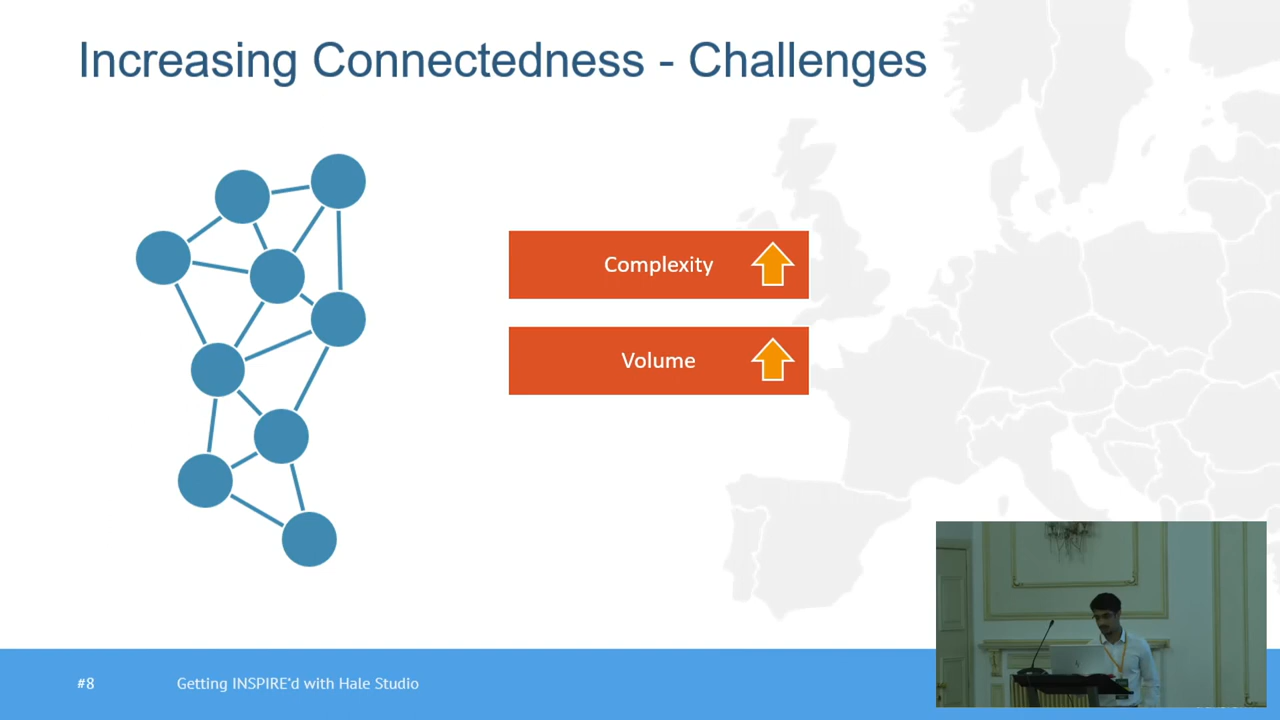 Increasing Connectedness - Challenges
Complexity
Volume
#8
Getting INSPIRE'd with Hale Studio